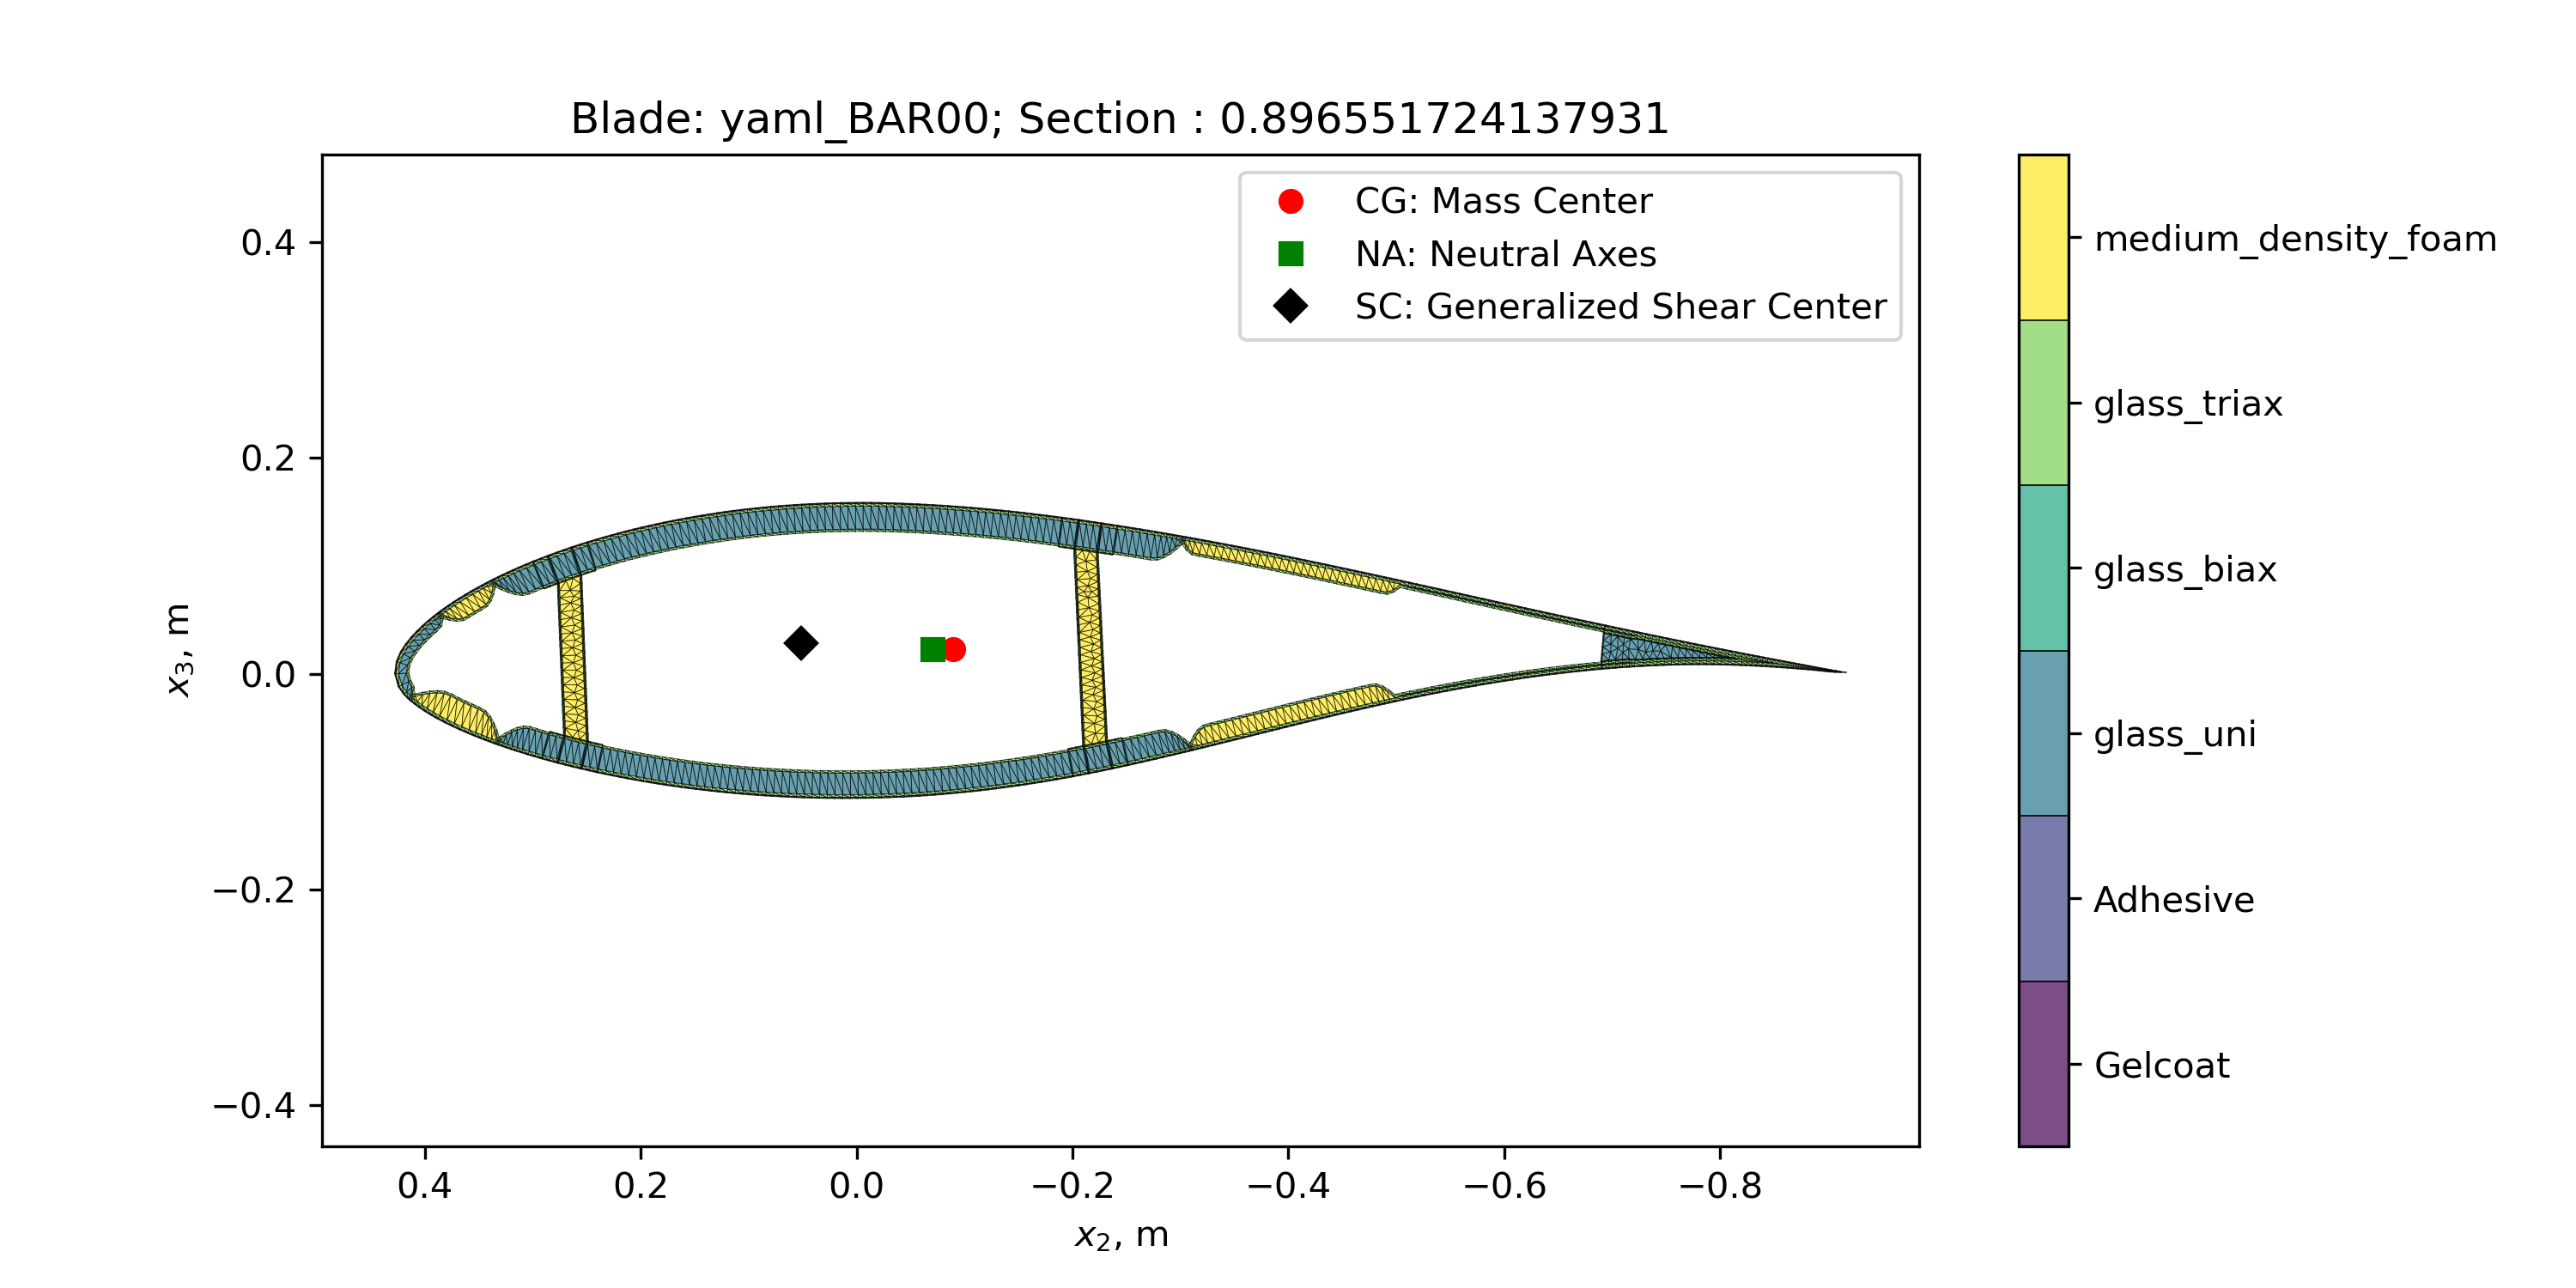 Blade: yaml_BAR00; Section : 0.896551724137931
CG: Mass Center
NA: Neutral Axes
SC: Generalized Shear Center
x₃, m
0.4
0.2
0.0
−0.2
−0.4
0.4 0.2 0.0 −0.2 −0.4 −0.6 −0.8
x₂, m
medium_density_foam
glass_triax
glass_biax
glass_uni
Adhesive
Gelcoat